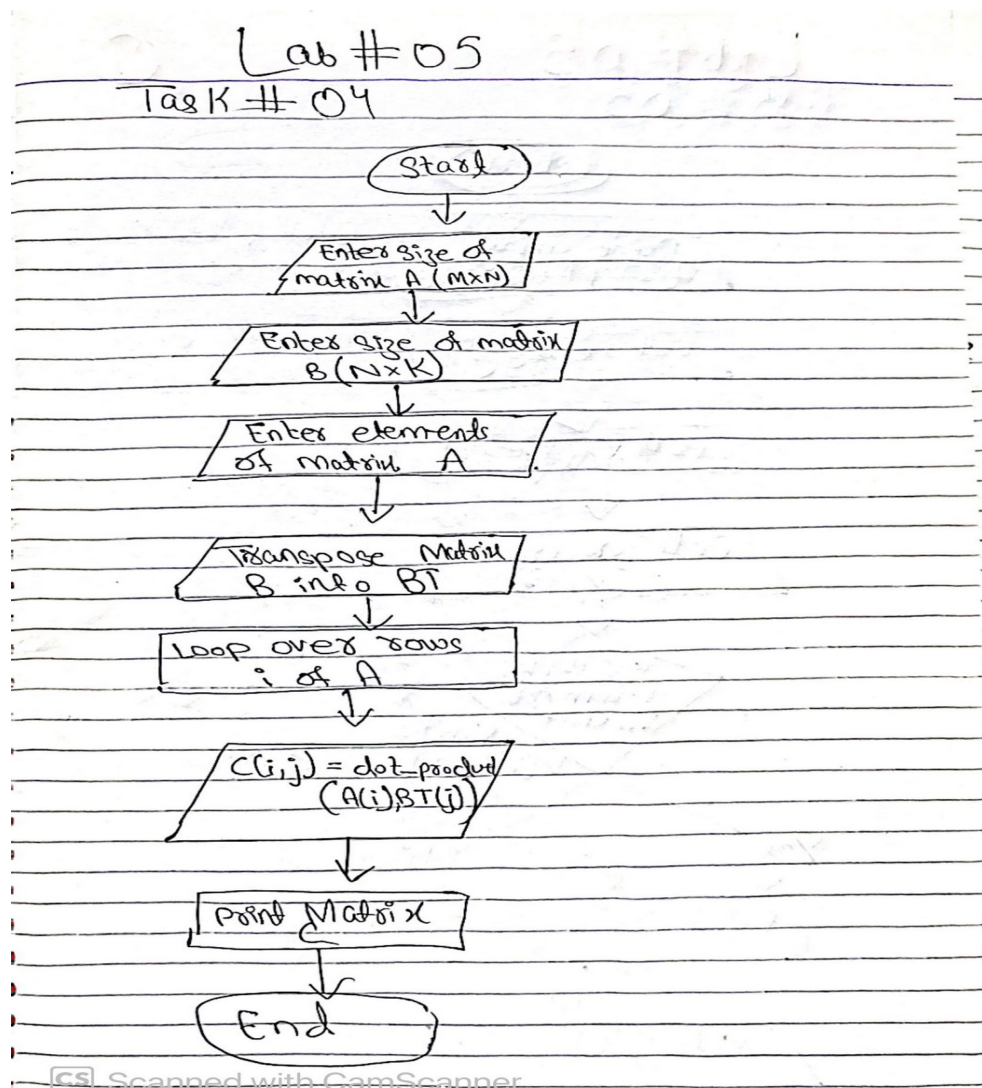 Lab # 05
Task # 04
Start
Enter size of
matrix A (MxN)
Enter size of matrix
B (NxK)
Enter elements
of matrix A
Transpose Matrix
B into BT
Loop over rows
i of A
C(i,j) = dot_product
(A(i),BT(j))
print Matrix
C
End
CS Scanned with CamScanner